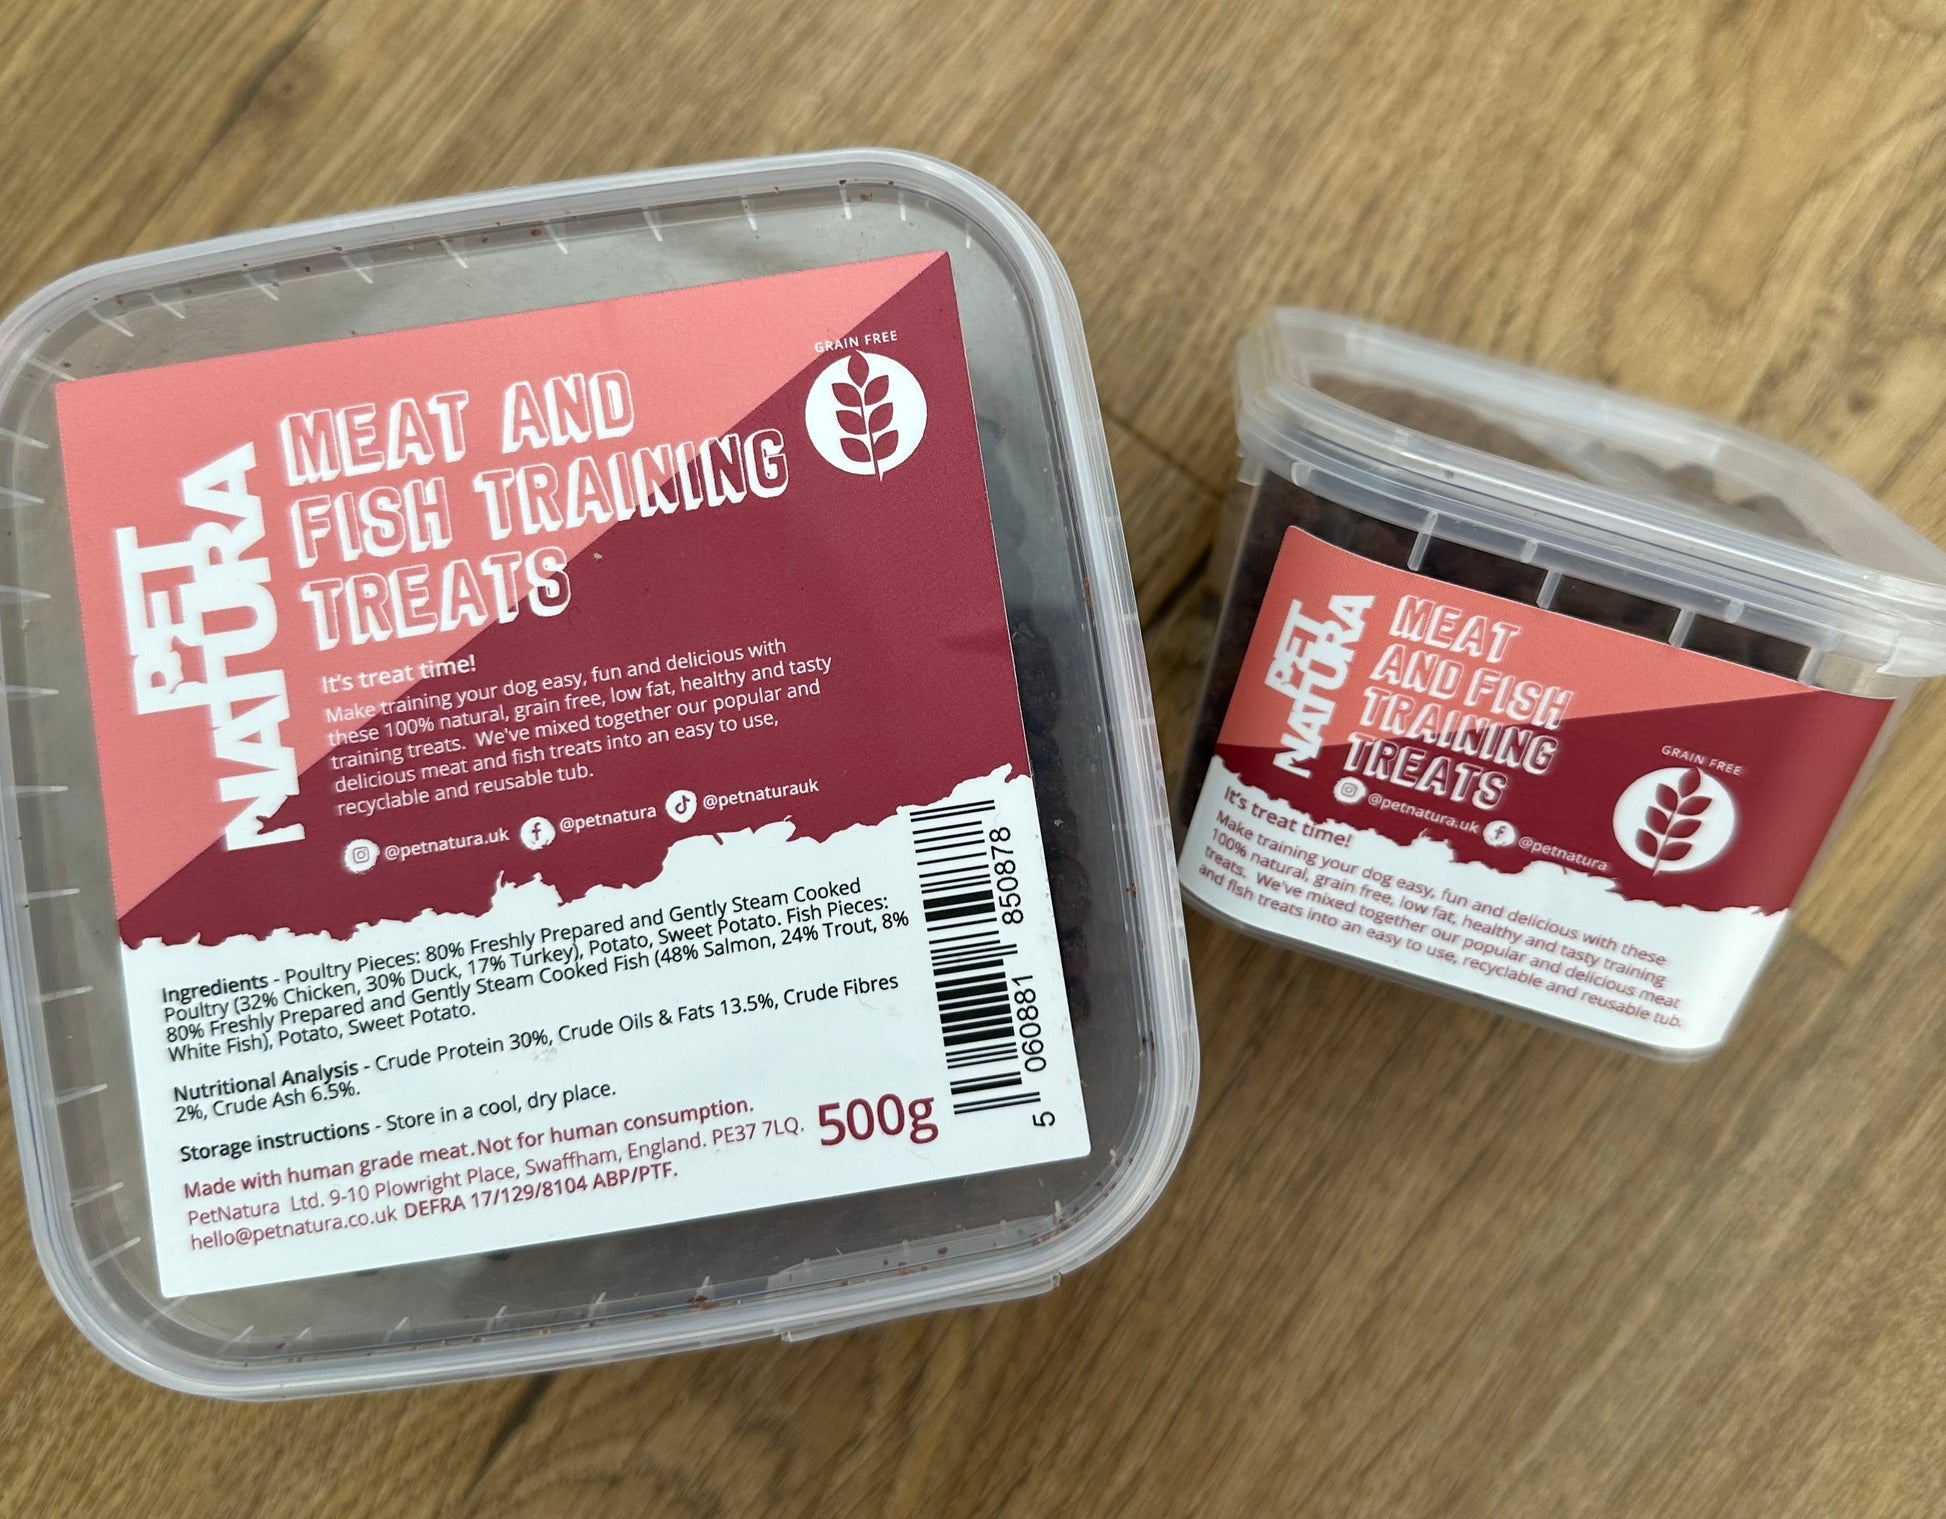 PET
NATURA
MEAT AND
FISH TRAINING
TREATS
GRAIN FREE
It's treat time!
Make training your dog easy, fun and delicious with
these 100% natural, grain free, low fat, healthy and tasty
training treats. We've mixed together our popular and
delicious meat and fish treats into an easy to use,
recyclable and reusable tub.
@petnatura.uk @petnatura @petnaturauk
Ingredients - Poultry Pieces: 80% Freshly Prepared and Gently Steam Cooked
Poultry (32% Chicken, 30% Duck, 17% Turkey), Potato, Sweet Potato. Fish Pieces:
80% Freshly Prepared and Gently Steam Cooked Fish (48% Salmon, 24% Trout, 8%
White Fish), Potato, Sweet Potato.
Nutritional Analysis - Crude Protein 30%, Crude Oils & Fats 13.5%, Crude Fibres
2%, Crude Ash 6.5%.
Storage instructions - Store in a cool, dry place.
Made with human grade meat.Not for human consumption.
PetNatura Ltd. 9-10 Plowright Place, Swaffham, England. PE37 7LQ.
hello@petnatura.co.uk DEFRA 17/129/8104 ABP/PTF.
500g
5 060881 850878
PET
NATURA
MEAT
AND FISH
TRAINING
TREATS
@petnatura.uk @petnatura
GRAIN FREE
It's treat time!
Make training your dog easy, fun and delicious with these
100% natural, grain free, low fat, healthy and tasty training
treats. We've mixed together our popular and delicious meat
and fish treats into an easy to use, recyclable and reusable tub.